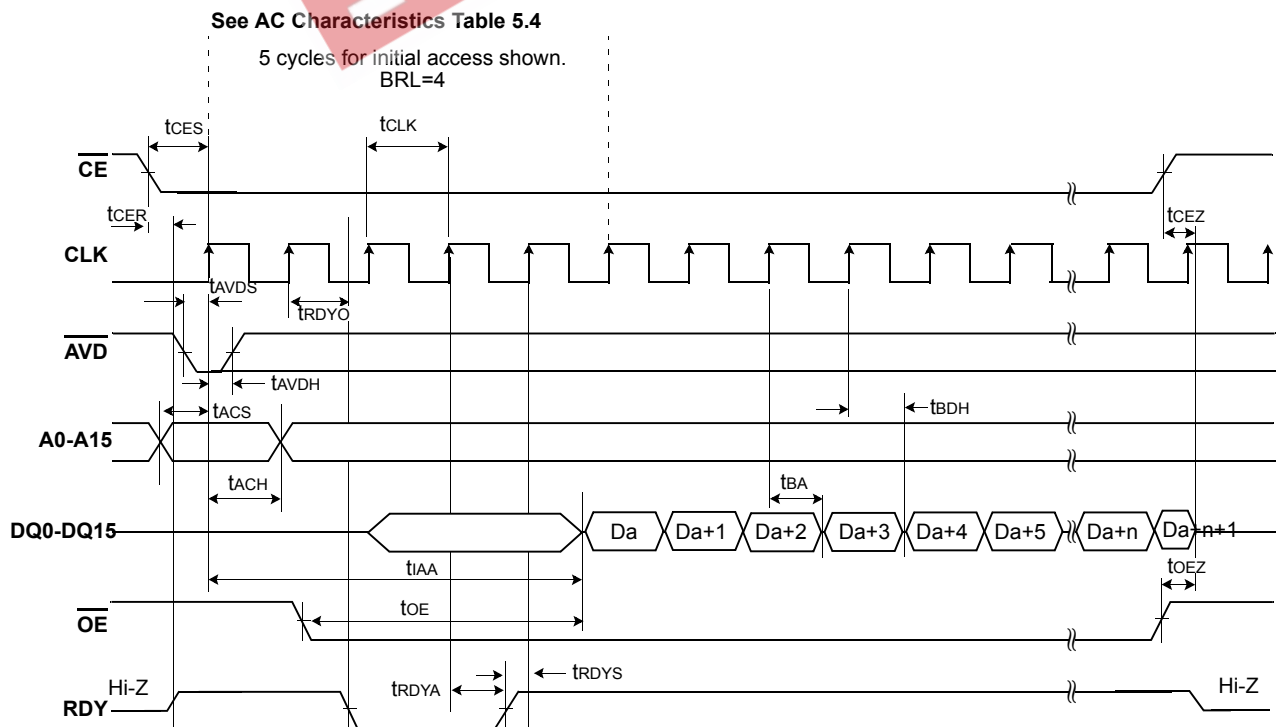 See AC Characteristics Table 5.4
5 cycles for initial access shown.
BRL=4
tCES
tCLK
CE
tCER
tCEZ
CLK
tAVDS
tRDYO
AVD
tAVDH
tACS
tBDH
A0-A15
tACH
tBA
DQ0-DQ15
Da
Da+1
Da+2
Da+3
Da+4
Da+5
Da+n
Da+n+1
tIAA
tOE
tOEZ
OE
tRDYS
tRDYA
Hi-Z
Hi-Z
RDY